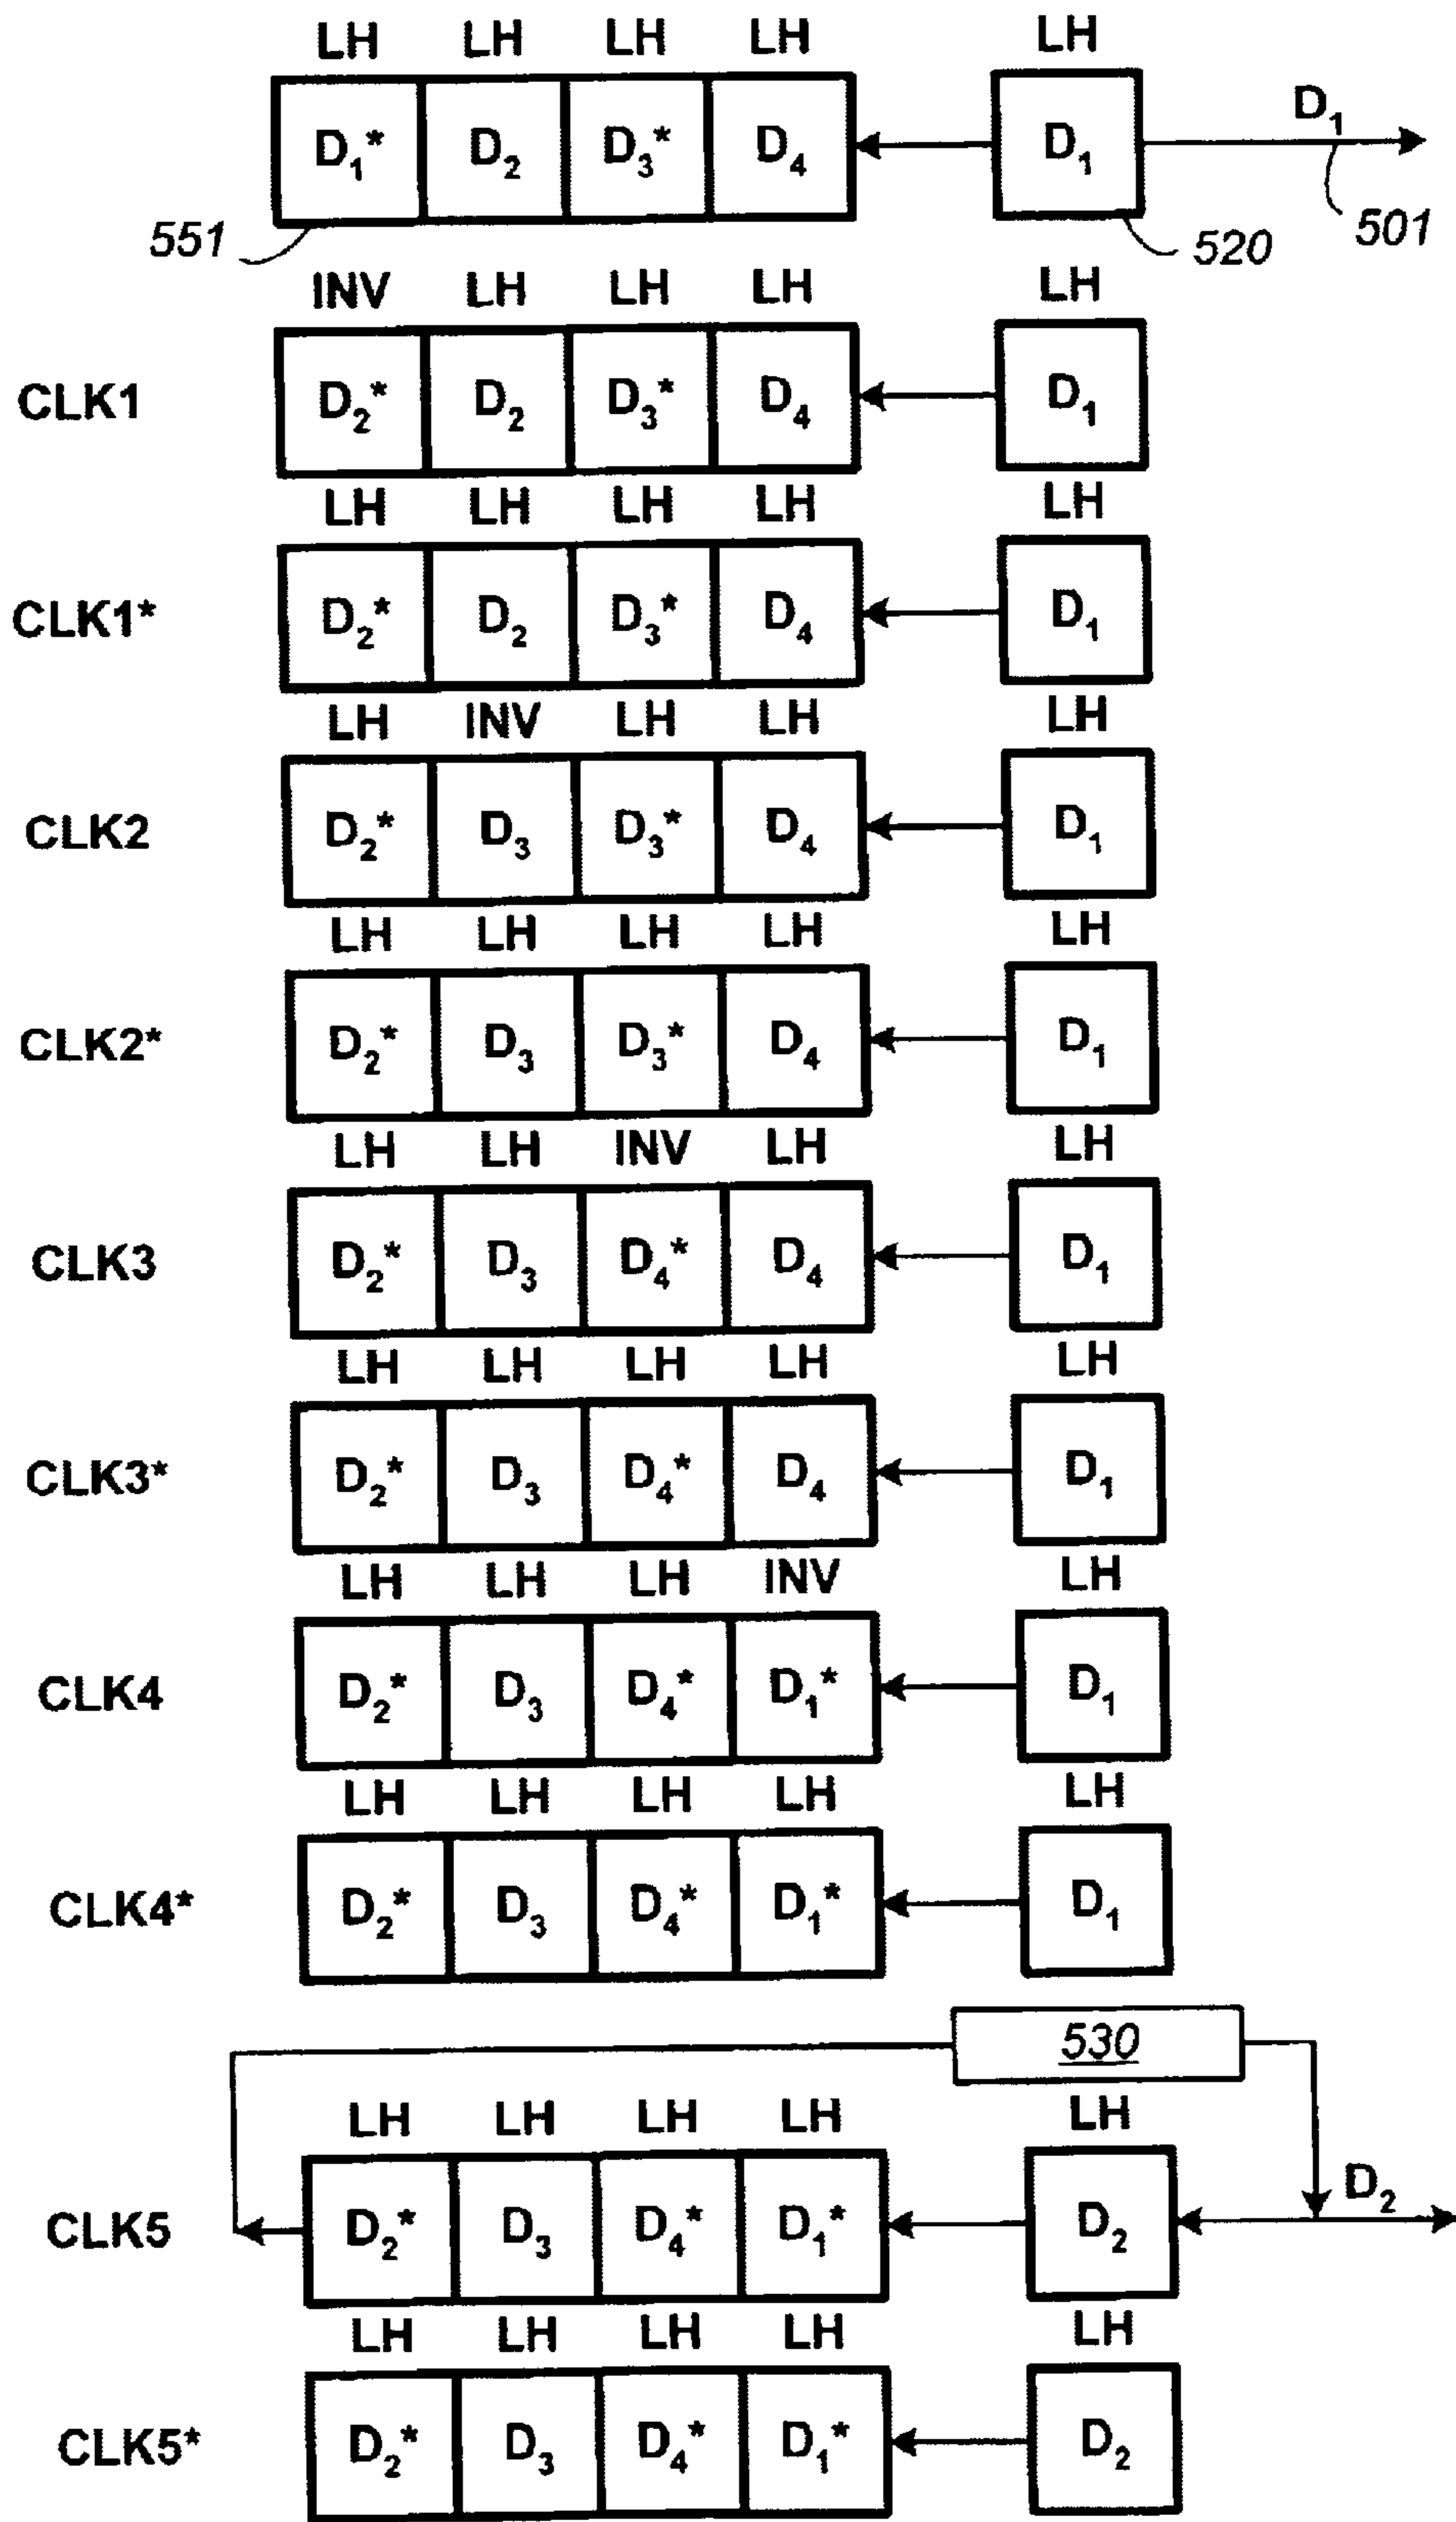 LH LH LH LH LH
D₁* D₂ D₃* D₄ D₁ D₁
551 520 501
INV LH LH LH LH
CLK1 D₂* D₂ D₃* D₄ D₁
LH LH LH LH LH
CLK1* D₂* D₂ D₃* D₄ D₁
LH INV LH LH LH
CLK2 D₂* D₃ D₃* D₄ D₁
LH LH LH LH LH
CLK2* D₂* D₃ D₃* D₄ D₁
LH LH INV LH LH
CLK3 D₂* D₃ D₄* D₄ D₁
LH LH LH LH LH
CLK3* D₂* D₃ D₄* D₄ D₁
LH LH LH INV LH
CLK4 D₂* D₃ D₄* D₁* D₁
LH LH LH LH LH
CLK4* D₂* D₃ D₄* D₁* D₁
530
LH LH LH LH LH
CLK5 D₂* D₃ D₄* D₁* D₂ D₂
LH LH LH LH LH
CLK5* D₂* D₃ D₄* D₁* D₂